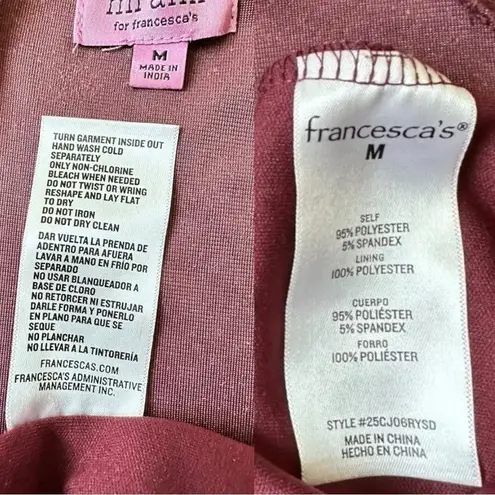 for francesca's
M
MADE IN
INDIA
TURN GARMENT INSIDE OUT
HAND WASH COLD
SEPARATELY
ONLY NON-CHLORINE
BLEACH WHEN NEEDED
DO NOT TWIST OR WRING
RESHAPE AND LAY FLAT
TO DRY
DO NOT IRON
DO NOT DRY CLEAN
DAR VUELTA LA PRENDA DE
ADENTRO PARA AFUERA
LAVAR A MANO EN FRÍO POR
SEPARADO
NO USAR BLANQUEADOR A
BASE DE CLORO
NO RETORCER NI ESTRUJAR
DARLE FORMA Y PONERLO
EN PLANO PARA QUE SE
SEQUE
NO PLANCHAR
NO LLEVAR A LA TINTORERÍA
FRANCESCAS.COM
FRANCESCA'S ADMINISTRATIVE
MANAGEMENT INC.
francesca's®
M
SELF
95% POLYESTER
5% SPANDEX
LINING
100% POLYESTER
CUERPO
95% POLIÉSTER
5% SPANDEX
FORRO
100% POLIÉSTER
STYLE #25CJ06RYSD
MADE IN CHINA
HECHO EN CHINA